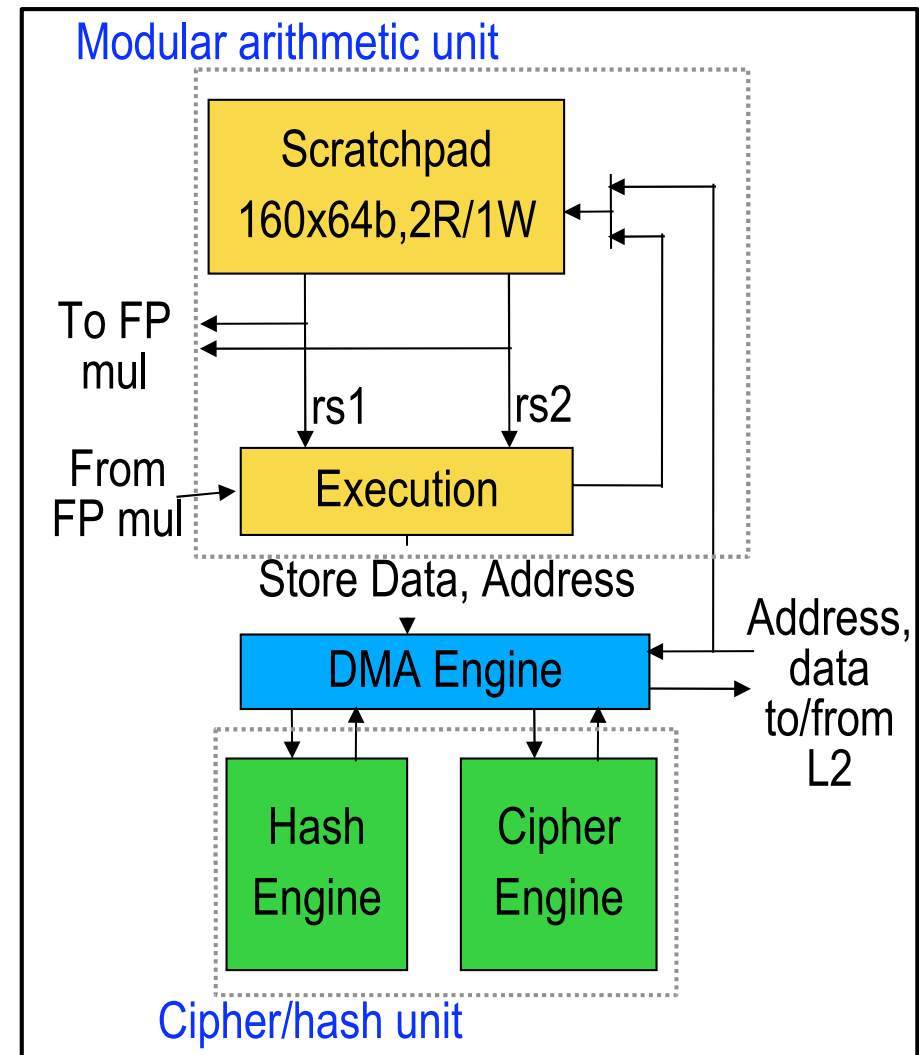 Modular arithmetic unit
Scratchpad
160x64b,2R/1W
To FP
mul
rs1
rs2
From
FP mul
Execution
Store Data, Address
DMA Engine
Address,
data
to/from
L2
Hash
Engine
Cipher
Engine
Cipher/hash unit